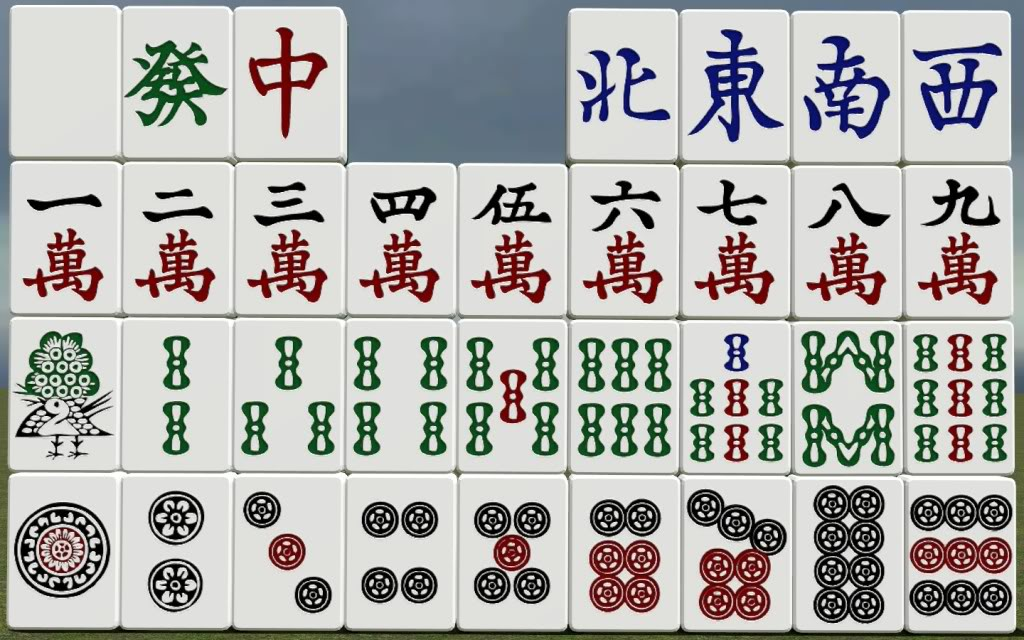 發 中 北 東 南 西
一 二 三 四 伍 六 七 八 九
萬 萬 萬 萬 萬 萬 萬 萬 萬